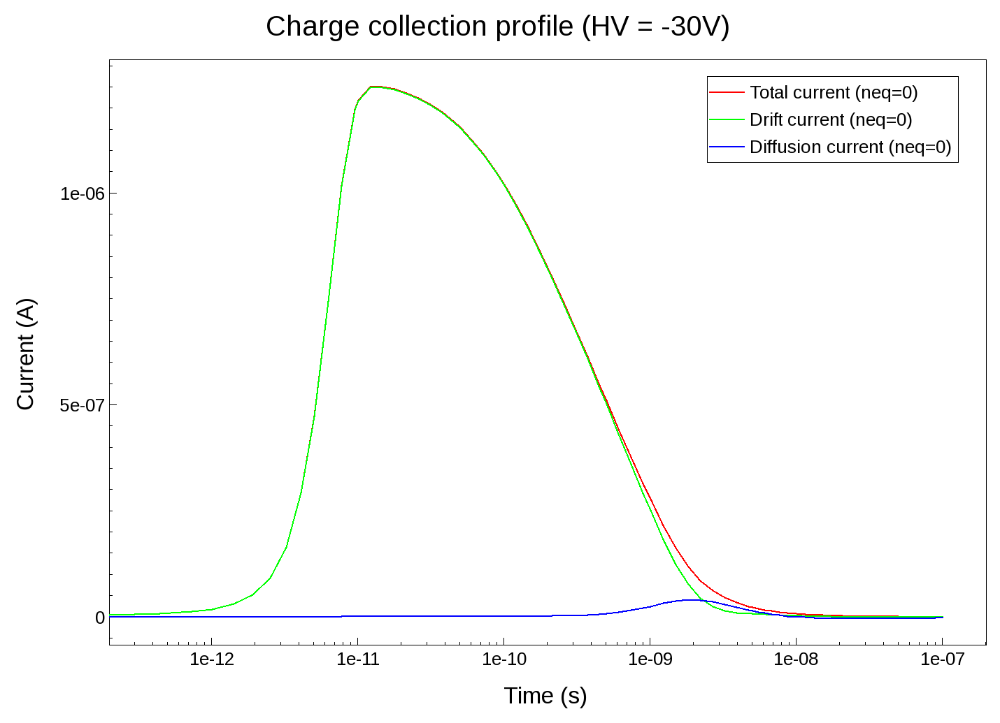 Charge collection profile (HV = -30V)
Total current (neq=0)
Drift current (neq=0)
Diffusion current (neq=0)
1e-06
5e-07
0
Current (A)
1e-12
1e-11
1e-10
1e-09
1e-08
1e-07
Time (s)